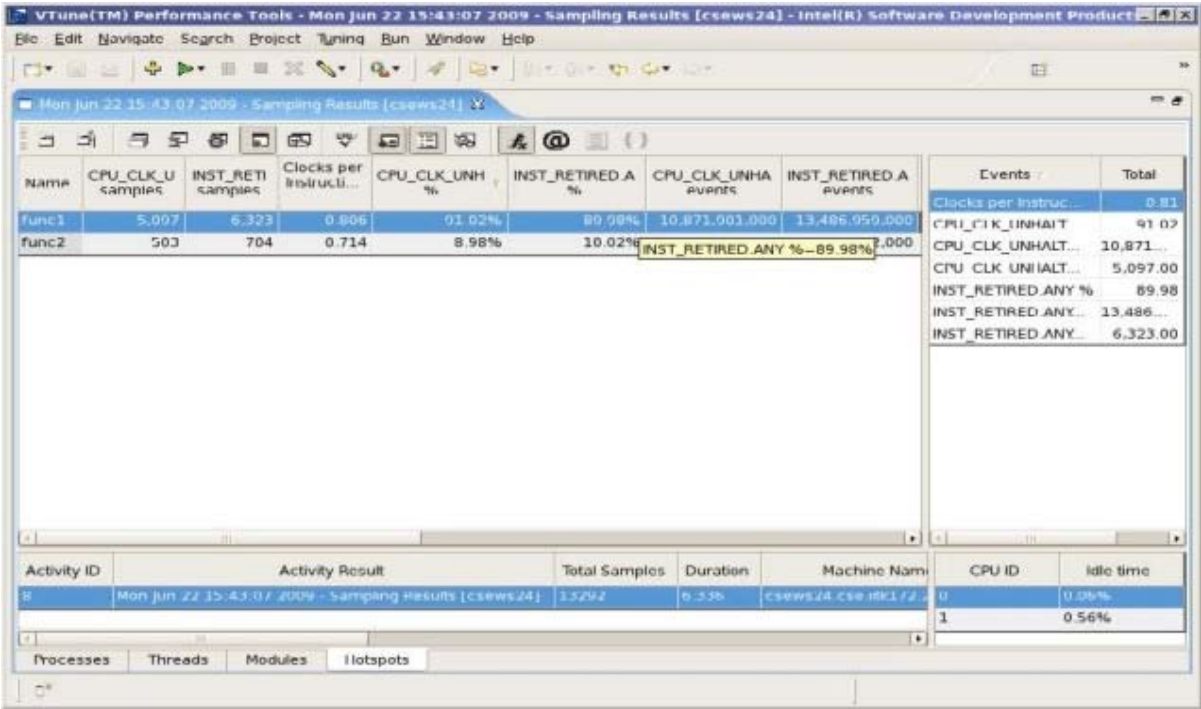 VTune(TM) Performance Tools - Mon Jun 22 15:43:07 2009 - Sampling Results [csews24] - Intel(R) Software Development Product
File Edit Navigate Search Project Tuning Run Window Help
Mon Jun 22 15:43:07 2009 - Sampling Results [csews24]
Name CPU_CLK_U samples INST_RETI samples Clocks per Instructi... CPU_CLK_UNH % INST_RETIRED.A % CPU_CLK_UNHA events INST_RETIRED.A events
func1 5,097 6,323 0.806 91.02% 89.98% 10,871,901,000 13,486,959,000
func2 503 704 0.714 8.98% 10.02% 2,000
INST_RETIRED.ANY %=89.98%
Events Total
Clocks per Instruc... 0.81
CPU_CLK_UNHALT... 91.02
CPU_CLK_UNHALT... 10,871...
CPU_CLK_UNHALT... 5,097.00
INST_RETIRED.ANY % 89.98
INST_RETIRED.ANY... 13,486...
INST_RETIRED.ANY... 6,323.00
Activity ID Activity Result Total Samples Duration Machine Name
8 Mon Jun 22 15:43:07 2009 - Sampling Results [csews24] 13292 6.336
CPU ID Idle time
0 0.06%
1 0.56%
Processes Threads Modules Hotspots